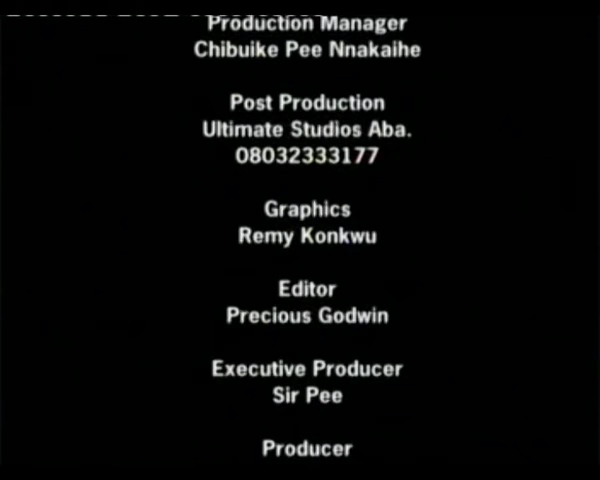 Production Manager
Chibuike Pee Nnakaihe
Post Production
Ultimate Studios Aba.
08032333177
Graphics
Remy Konkwu
Editor
Precious Godwin
Executive Producer
Sir Pee
Producer